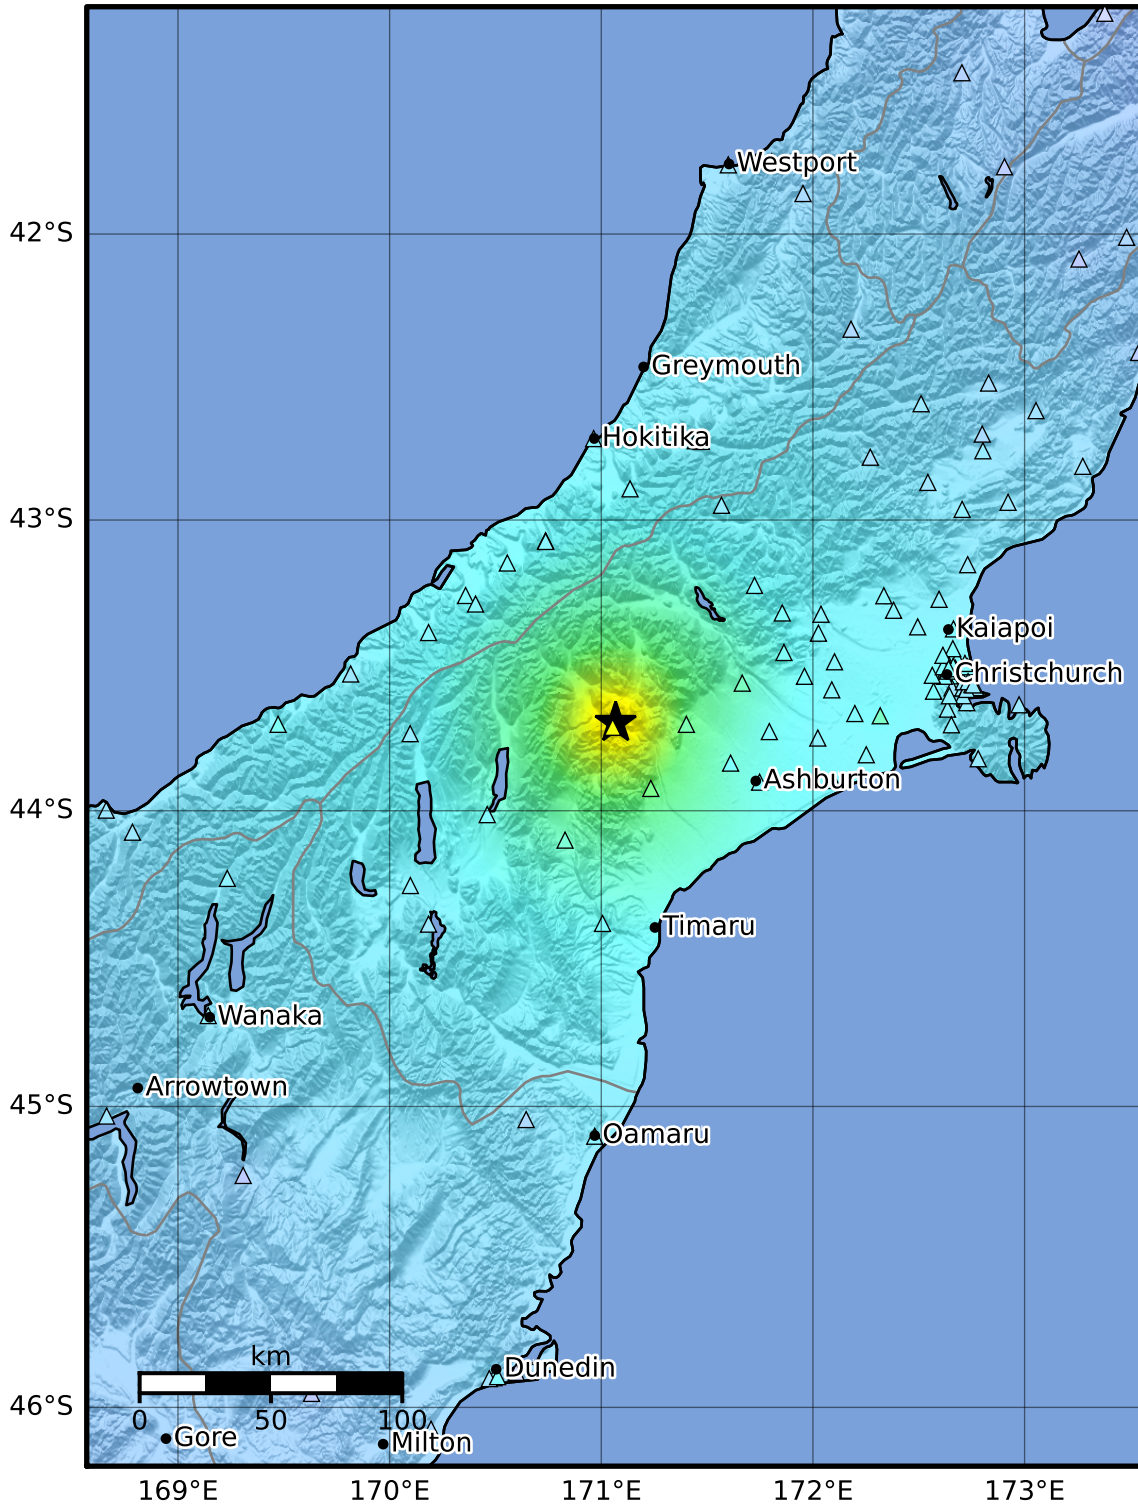 Westport
42°S
Greymouth
Hokitika
43°S
Kaiapoi
Christchurch
Ashburton
44°S
Timaru
Wanaka
Arrowtown
45°S
Oamaru
km
Dunedin
46°S
0 50 100
Gore
Milton
169°E 170°E 171°E 172°E 173°E